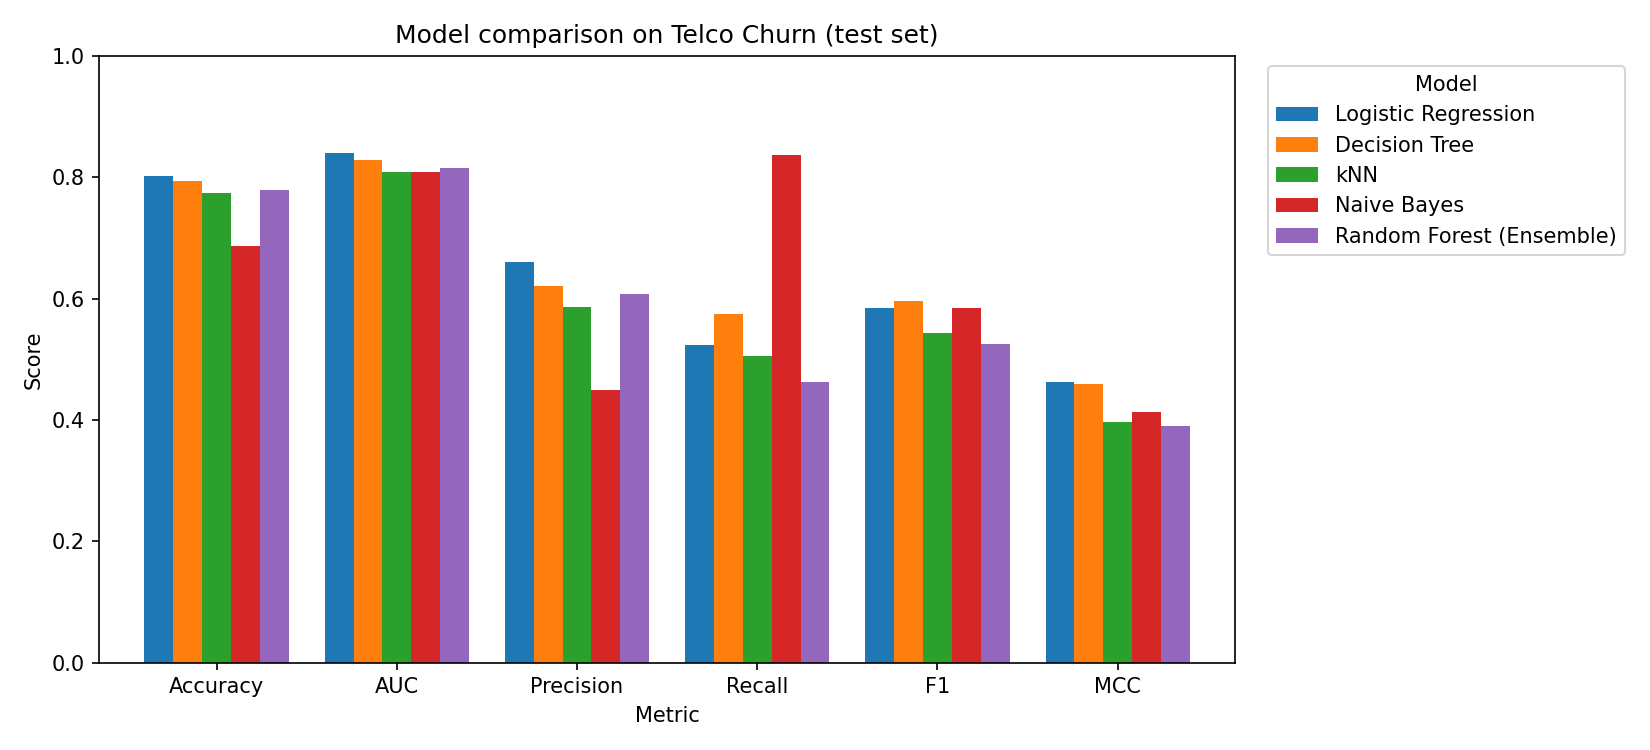 Model comparison on Telco Churn (test set)
1.0
0.8
0.6
0.4
0.2
0.0
Score
Accuracy
AUC
Precision
Recall
F1
MCC
Metric
Model
Logistic Regression
Decision Tree
kNN
Naive Bayes
Random Forest (Ensemble)